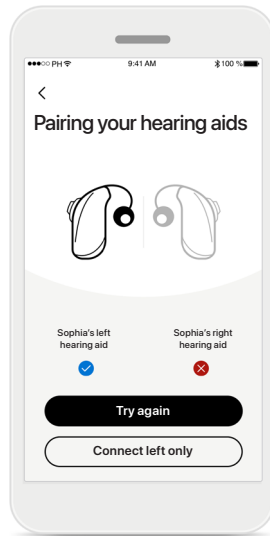 PH 9:41 AM 100 %
Pairing your hearing aids
Sophia's left
hearing aid
Sophia's right
hearing aid
Try again
Connect left only